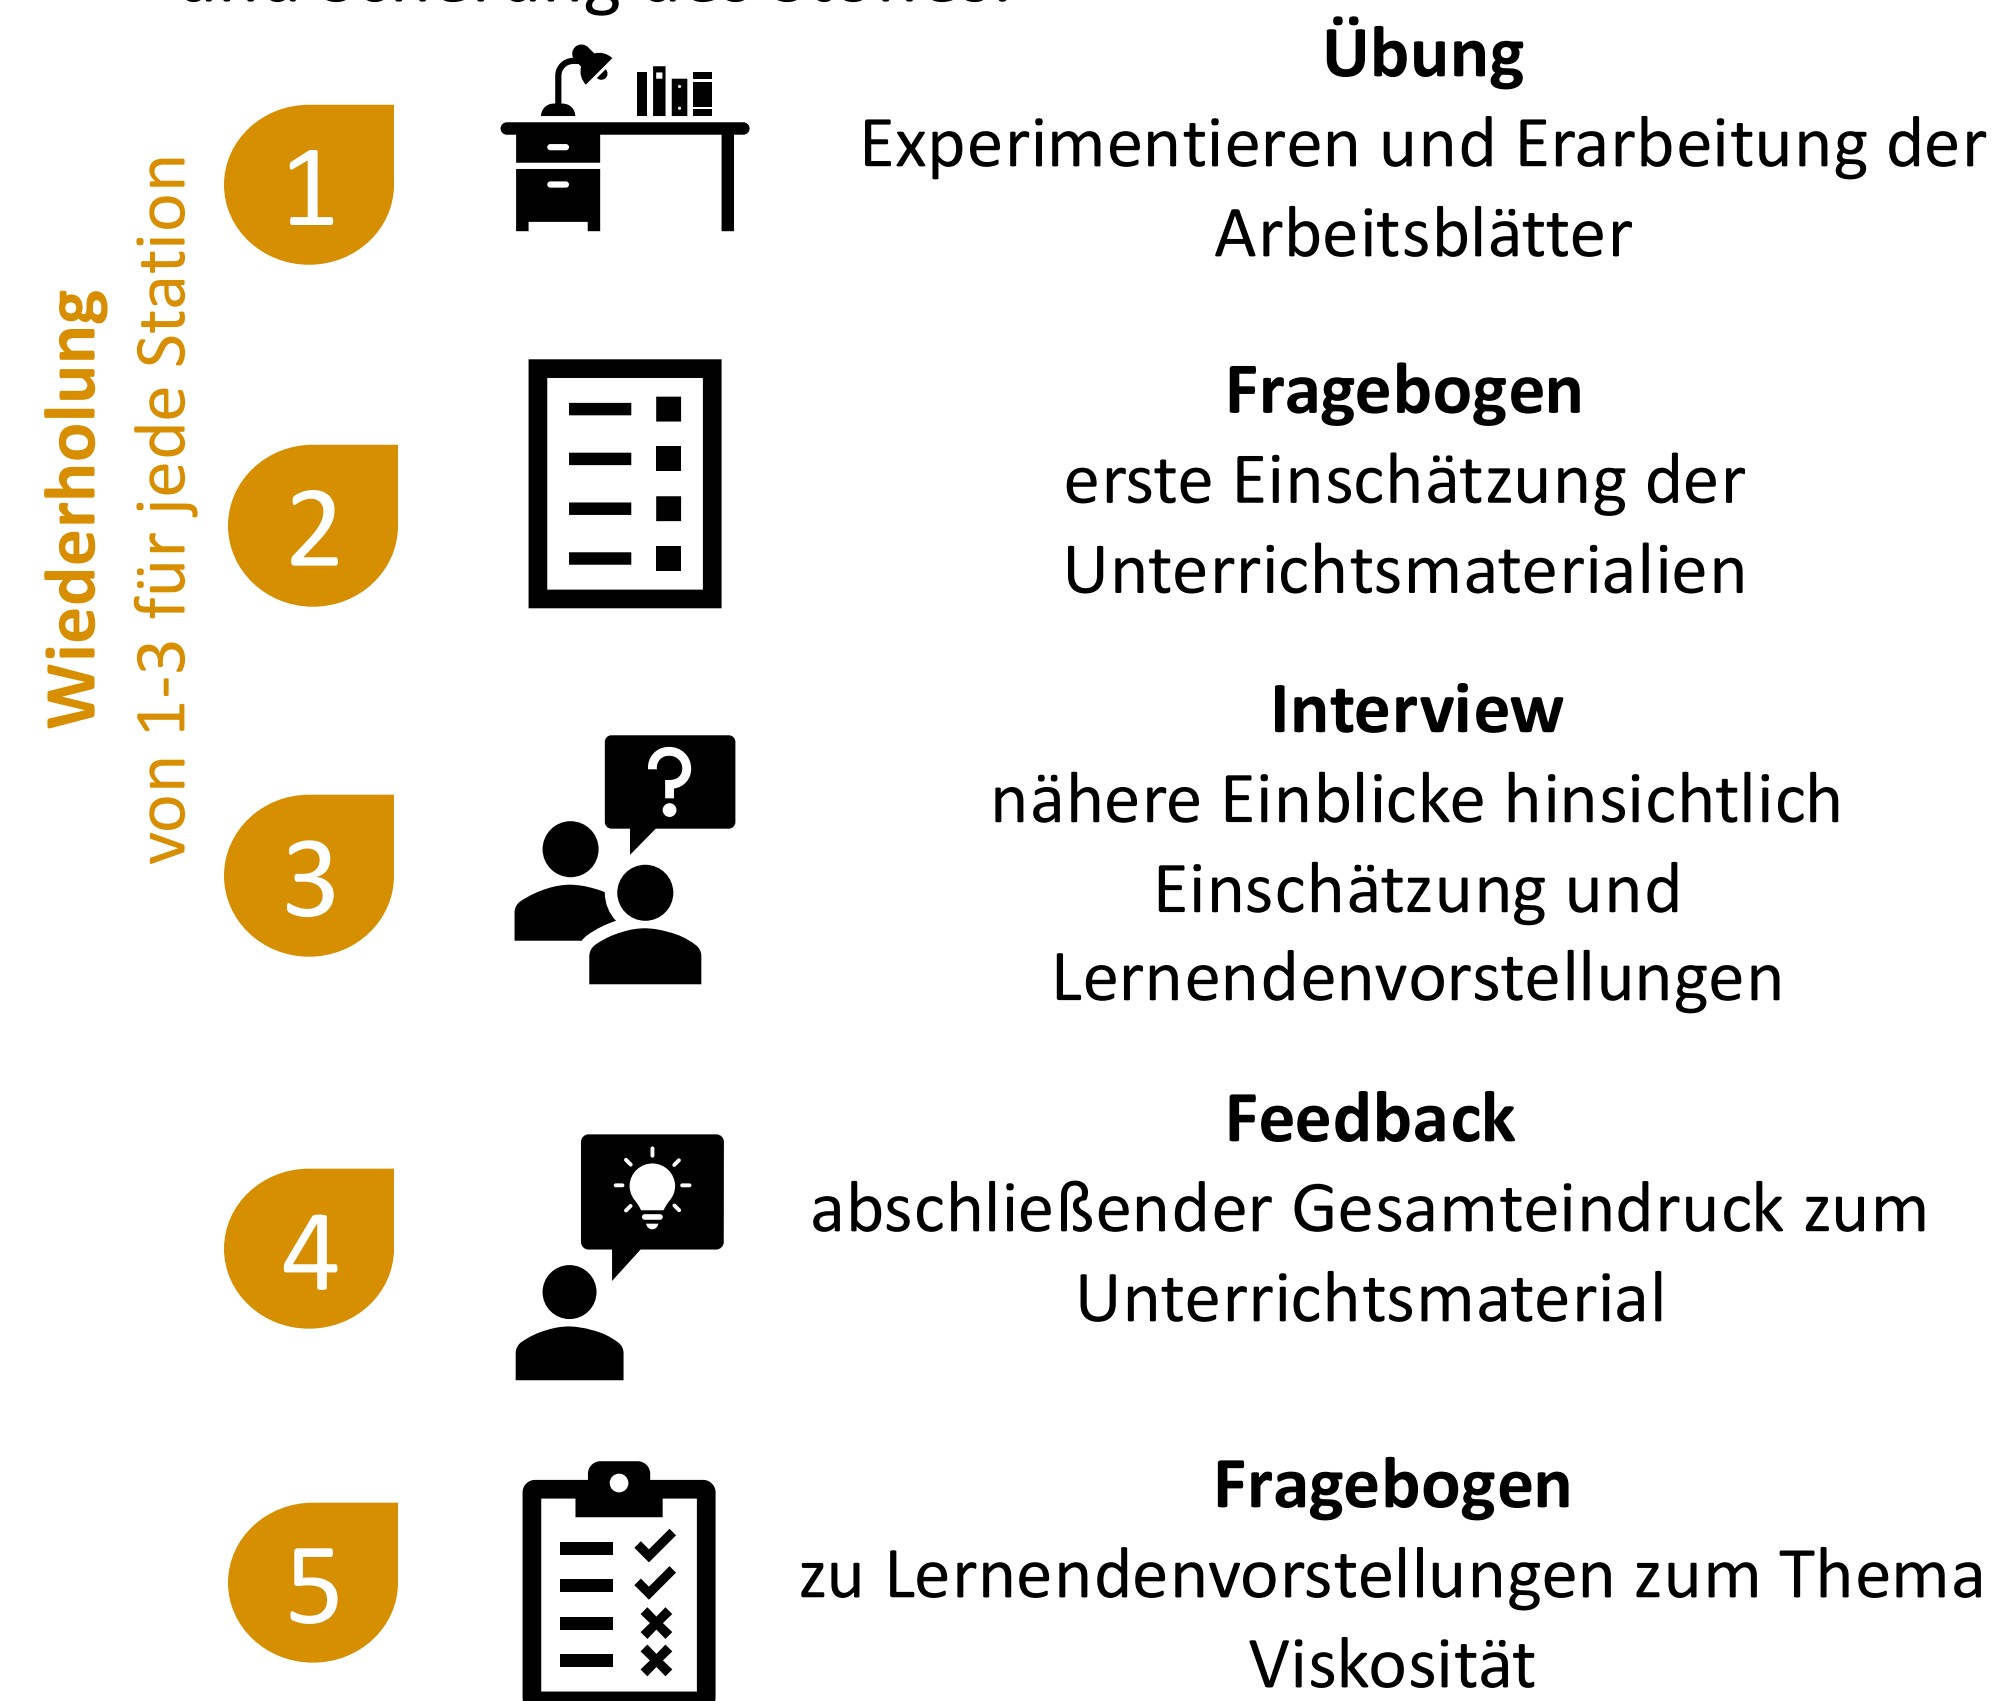 Wiederholung
von 1-3 für jede Station
1
Übung
Experimentieren und Erarbeitung der
Arbeitsblätter
2
Fragebogen
erste Einschätzung der
Unterrichtsmaterialien
3
?
Interview
nähere Einblicke hinsichtlich
Einschätzung und
Lernendenvorstellungen
4
Feedback
abschließender Gesamteindruck zum
Unterrichtsmaterial
5
Fragebogen
zu Lernendenvorstellungen zum Thema
Viskosität